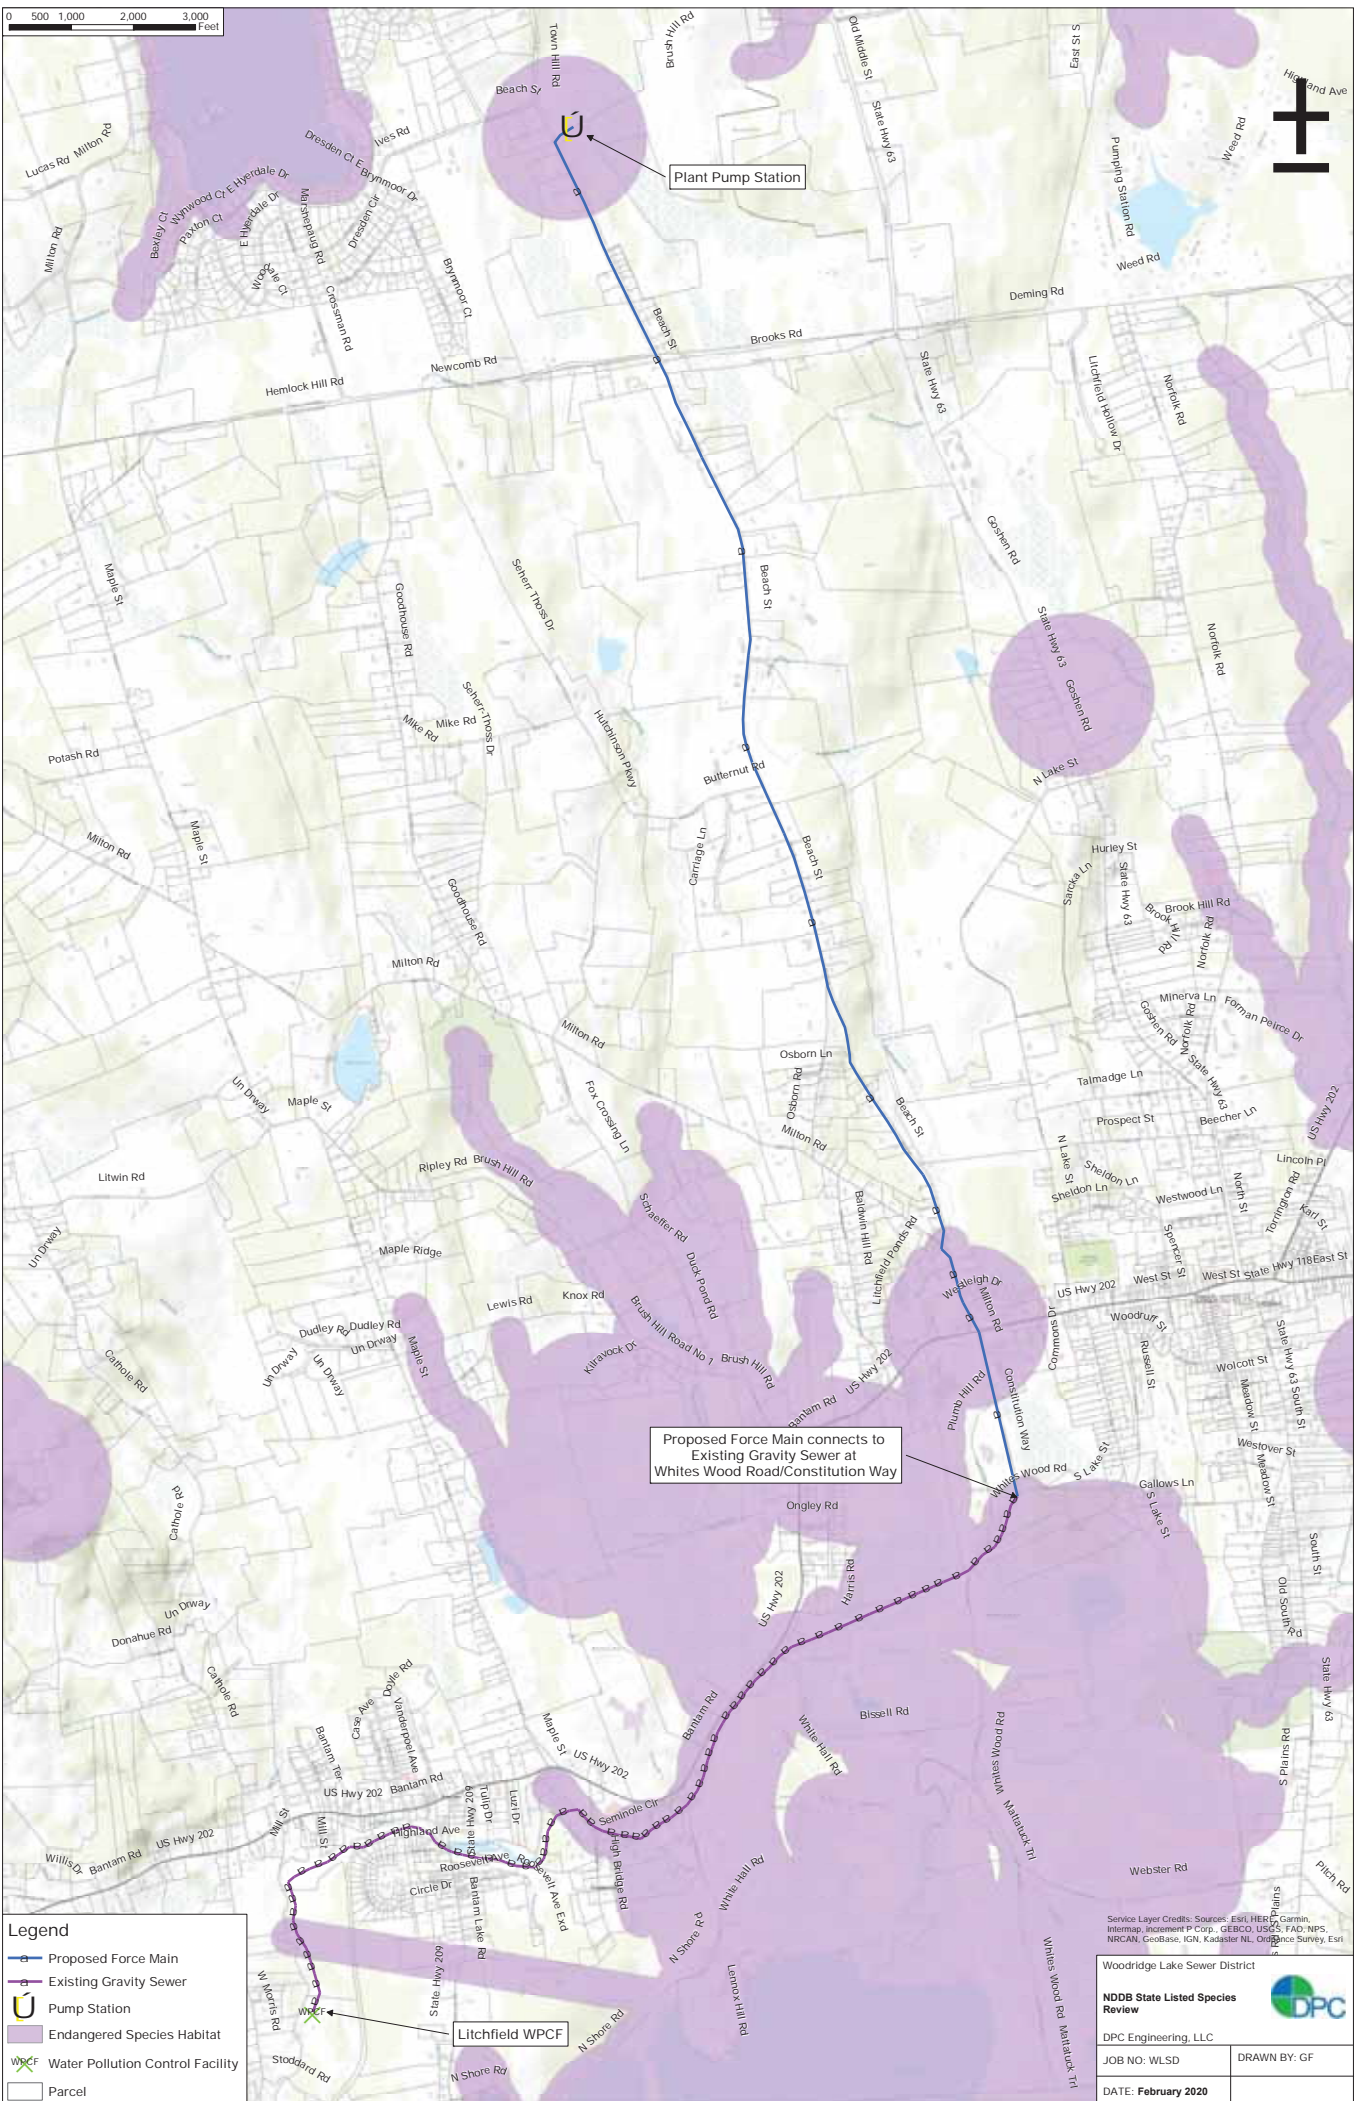 0 500 1,000 2,000 3,000
Feet
Town Hill Rd
Brush Hill Rd
Old Middle St
East St S
Highland Ave
Beach St
State Hwy 63
Weed Rd
Lucas Rd
Milton Rd
Dresden Ct E
Ives Rd
Brynmoor Dr
Plant Pump Station
Pumping Station Rd
Wynwood Ct
E Hyerdale Dr
Paxton Ct
Bexley Ct
E Hyerdale Dr
Marshepaug Rd
Dresden Cir
Milton Rd
Brynmoor Ct
Weed Rd
Crossman Rd
Deming Rd
Beach St
Brooks Rd
Newcomb Rd
Hemlock Hill Rd
State Hwy 63
Litchfield Hollow Dr
Norfolk Rd
Goshen Rd
Maple St
Goodhouse Rd
Seherr Thoss Dr
Beach St
State Hwy 63
Norfolk Rd
Goshen Rd
Seherr-Thoss Dr
Mike Rd
Mike Rd
Hutchinson Pkwy
Potash Rd
Butternut Rd
N Lake St
Milton Rd
Maple St
Carriage Ln
Beach St
Hurley St
Sarcka Ln
State Hwy 63
Brook Hill Rd
Brook Hill Rd
Norfolk Rd
Goodhouse Rd
Milton Rd
Minerva Ln
Forman Peirce Dr
Goshen Rd
Norfolk Rd
State Hwy 63
Milton Rd
Osborn Ln
Osborn Rd
Talmadge Ln
Un Drway
Maple St
Fox Crossing Ln
Beach St
Prospect St
Beecher Ln
US Hwy 202
Milton Rd
Litwin Rd
Ripley Rd
Brush Hill Rd
N Lake St
Sheldon Ln
Sheldon Ln
Westwood Ln
North St
Lincoln Pl
Torrington Rd
Karl St
Schaeffer Rd
Baldwin Hill Rd
Litchfield Ponds Rd
Un Drway
Maple Ridge
Duck Pond Rd
Spencer St
West St
West St
State Hwy 118
East St
US Hwy 202
Westleigh Dr
Milton Rd
Lewis Rd
Knox Rd
Brush Hill Road No 1
Brush Hill Rd
Kilravock Dr
Dudley Rd
Dudley Rd
Un Drway
Un Drway
Un Drway
Maple St
Cathole Rd
Commons Dr
Woodruff St
Russell St
Wolcott St
State Hwy 63
South St
Meadow St
US Hwy 202
Bantam Rd
Plumb Hill Rd
Constitution Way
Proposed Force Main connects to
Existing Gravity Sewer at
Whites Wood Road/Constitution Way
Westover St
Meadow St
Whites Wood Rd
S Lake St
Gallows Ln
S Lake St
Cathole Rd
Ongley Rd
South St
Harris Rd
US Hwy 202
Un Drway
Donahue Rd
Old South Rd
State Hwy 63
Cathole Rd
Doyle Rd
Case Ave
Vanderpoel Ave
Bantam Ter
Bantam Rd
Bissell Rd
Maple St
US Hwy 202
White Hall Rd
Whites Wood Rd
S Plains Rd
US Hwy 202
Bantam Rd
State Hwy 209
Tulip Dr
Luzi Dr
Seminole Cir
Mattatuck Trl
Mill St
Mill St
Highland Ave
US Hwy 202
Willis Dr
Bantam Rd
Roosevelt Ave
Roosevelt Ave Exd
High Bridge Rd
White Hall Rd
Webster Rd
Pitch Rd
Circle Dr
Bantam Lake Rd
N Shore Rd
Service Layer Credits: Sources: Esri, HERE, Garmin,
Intermap, increment P Corp., GEBCO, USGS, FAO, NPS,
NRCAN, GeoBase, IGN, Kadaster NL, Ordnance Survey, Esri
Legend
Proposed Force Main
Existing Gravity Sewer
Pump Station
Endangered Species Habitat
WPCF
Water Pollution Control Facility
Parcel
W Morris Rd
State Hwy 209
WPCF
Litchfield WPCF
Stoddard Rd
N Shore Rd
N Shore Rd
Lennox Hill Rd
Whites Wood Rd
Mattatuck Trl
Woodridge Lake Sewer District
NDDB State Listed Species
Review
DPC
DPC Engineering, LLC
JOB NO: WLSD
DRAWN BY: GF
DATE: February 2020